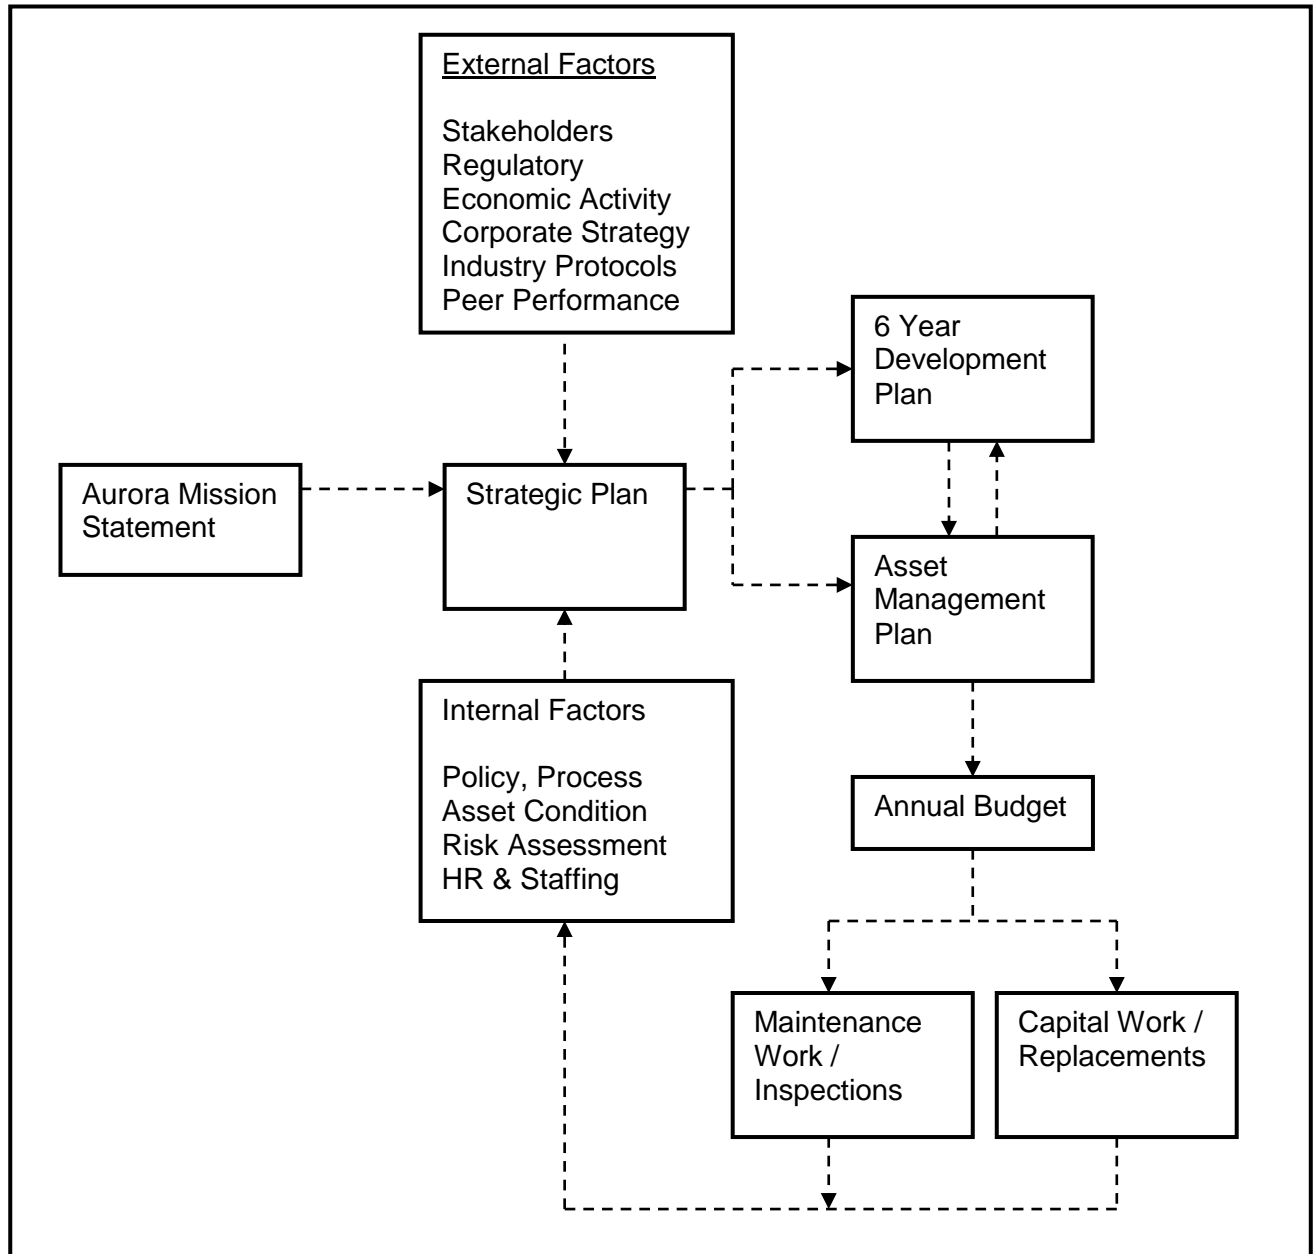 External Factors
Stakeholders
Regulatory
Economic Activity
Corporate Strategy
Industry Protocols
Peer Performance
6 Year
Development
Plan
Aurora Mission
Statement
Strategic Plan
Asset
Management
Plan
Internal Factors
Policy, Process
Asset Condition
Risk Assessment
HR & Staffing
Annual Budget
Maintenance
Work /
Inspections
Capital Work /
Replacements